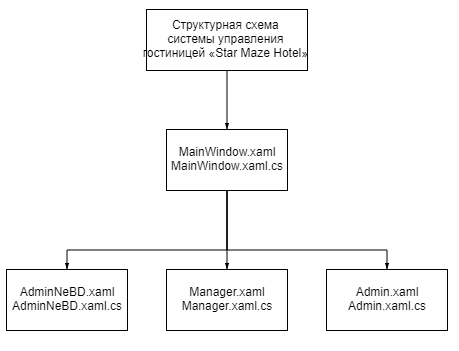 Структурная схема
системы управления
гостиницей «Star Maze Hotel»
MainWindow.xaml
MainWindow.xaml.cs
AdminNeBD.xaml
AdminNeBD.xaml.cs
Manager.xaml
Manager.xaml.cs
Admin.xaml
Admin.xaml.cs